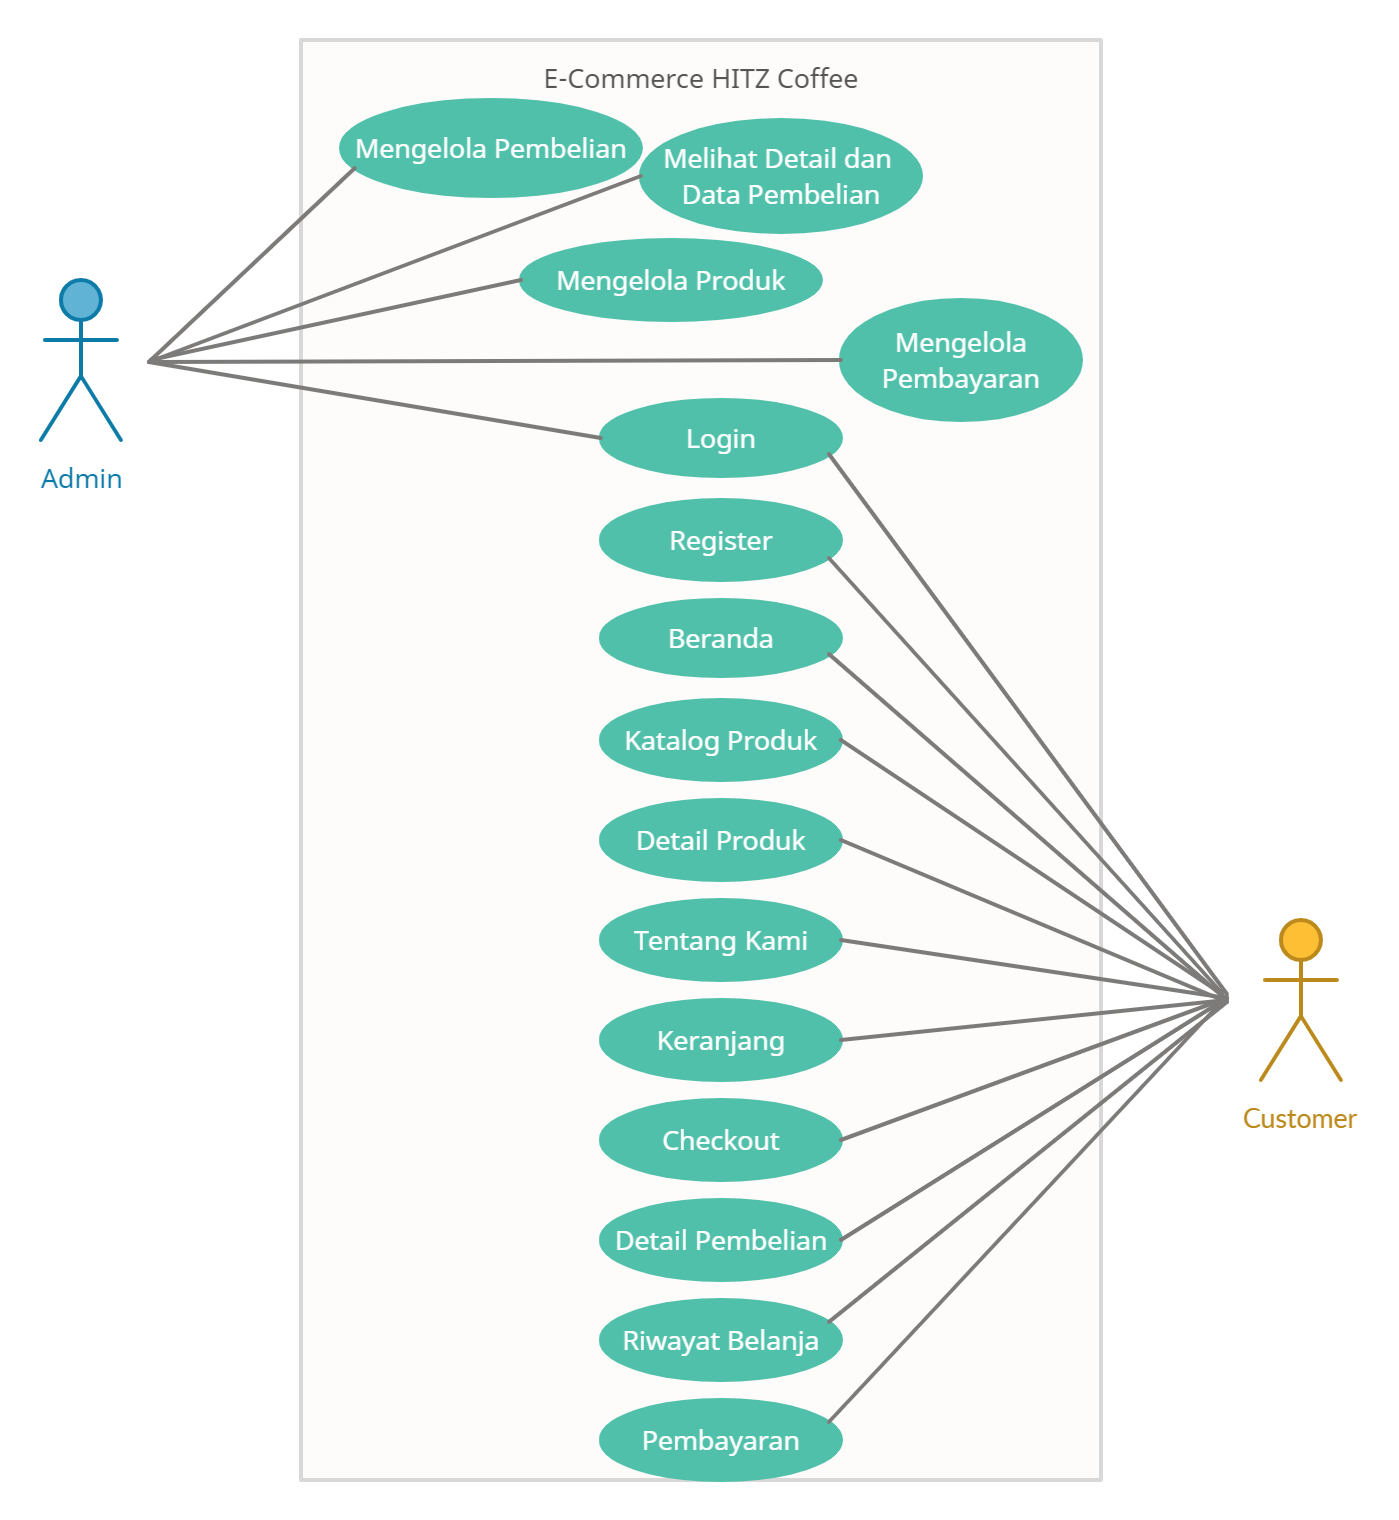 E-Commerce HITZ Coffee
Mengelola Pembelian
Melihat Detail dan
Data Pembelian
Mengelola Produk
Mengelola
Pembayaran
Admin
Login
Register
Beranda
Katalog Produk
Detail Produk
Tentang Kami
Keranjang
Customer
Checkout
Detail Pembelian
Riwayat Belanja
Pembayaran